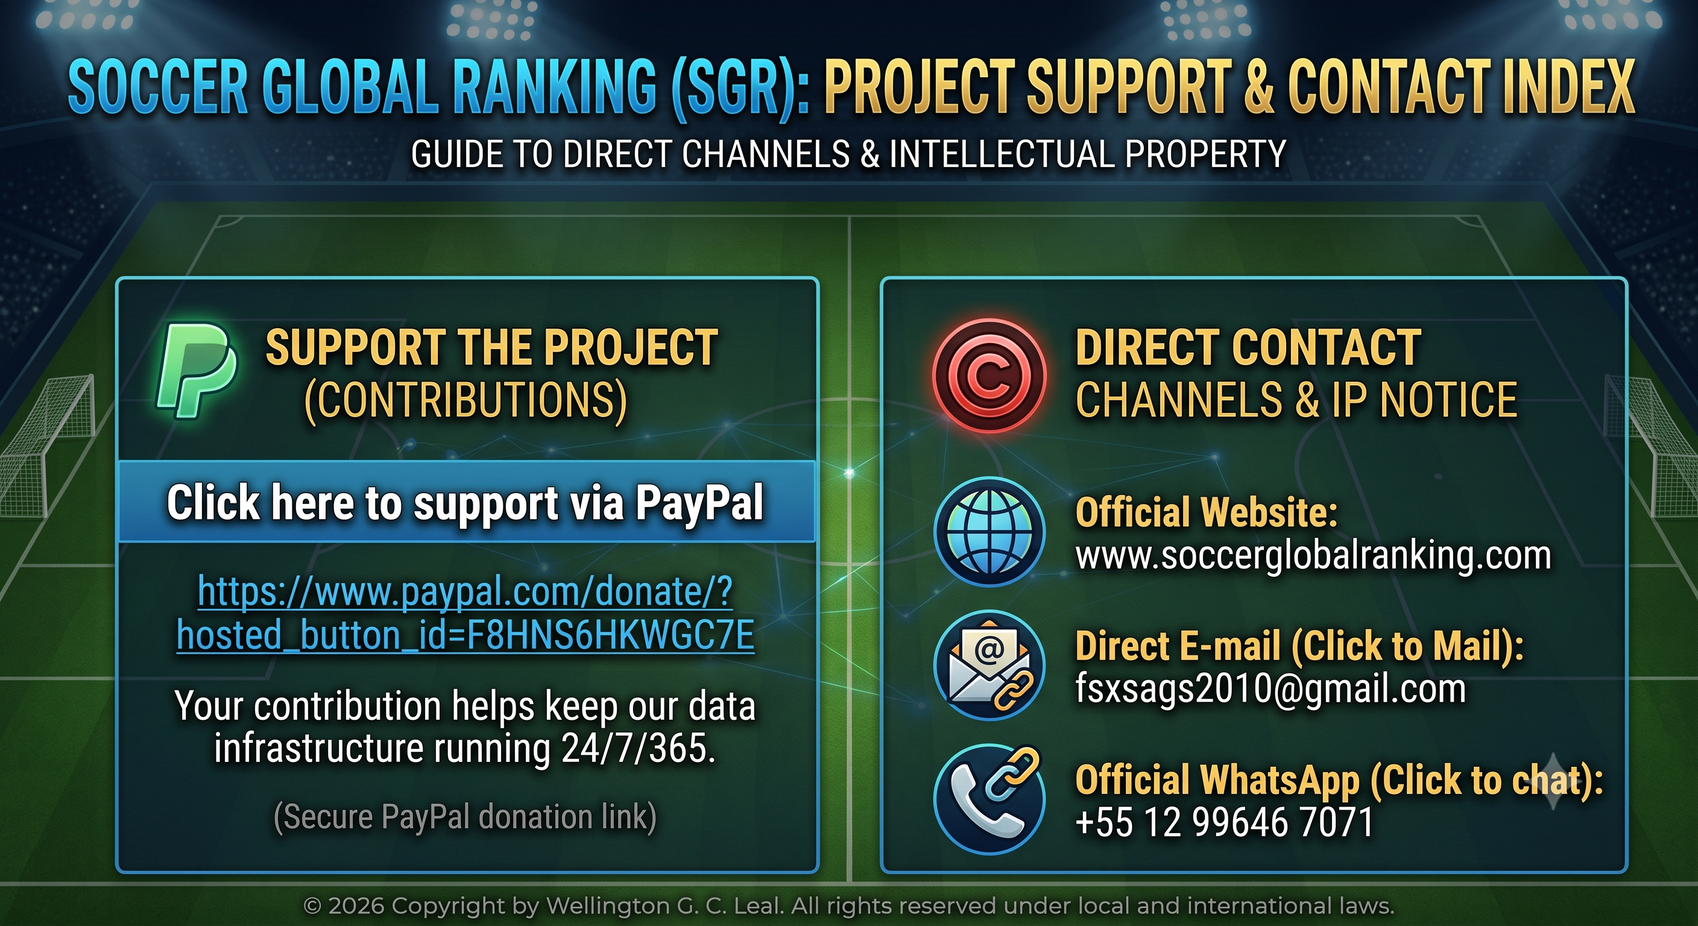 SOCCER GLOBAL RANKING (SGR): PROJECT SUPPORT & CONTACT INDEX
GUIDE TO DIRECT CHANNELS & INTELLECTUAL PROPERTY
SUPPORT THE PROJECT
(CONTRIBUTIONS)
Click here to support via PayPal
https://www.paypal.com/donate/?
hosted_button_id=F8HNS6HKWGC7E
Your contribution helps keep our data
infrastructure running 24/7/365.
(Secure PayPal donation link)
DIRECT CONTACT
CHANNELS & IP NOTICE
Official Website:
www.soccerglobalranking.com
Direct E-mail (Click to Mail):
fsxsags2010@gmail.com
Official WhatsApp (Click to chat):
+55 12 99646 7071
© 2026 Copyright by Wellington G. C. Leal. All rights reserved under local and international laws.